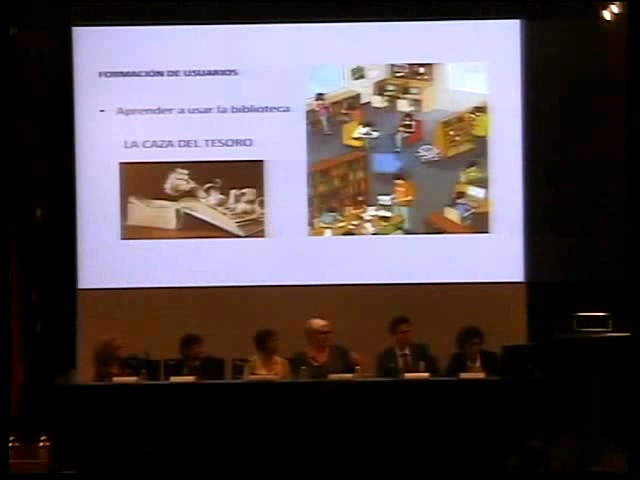 FORMACIÓN DE USUARIOS
• Aprender a usar la biblioteca
LA CAZA DEL TESORO